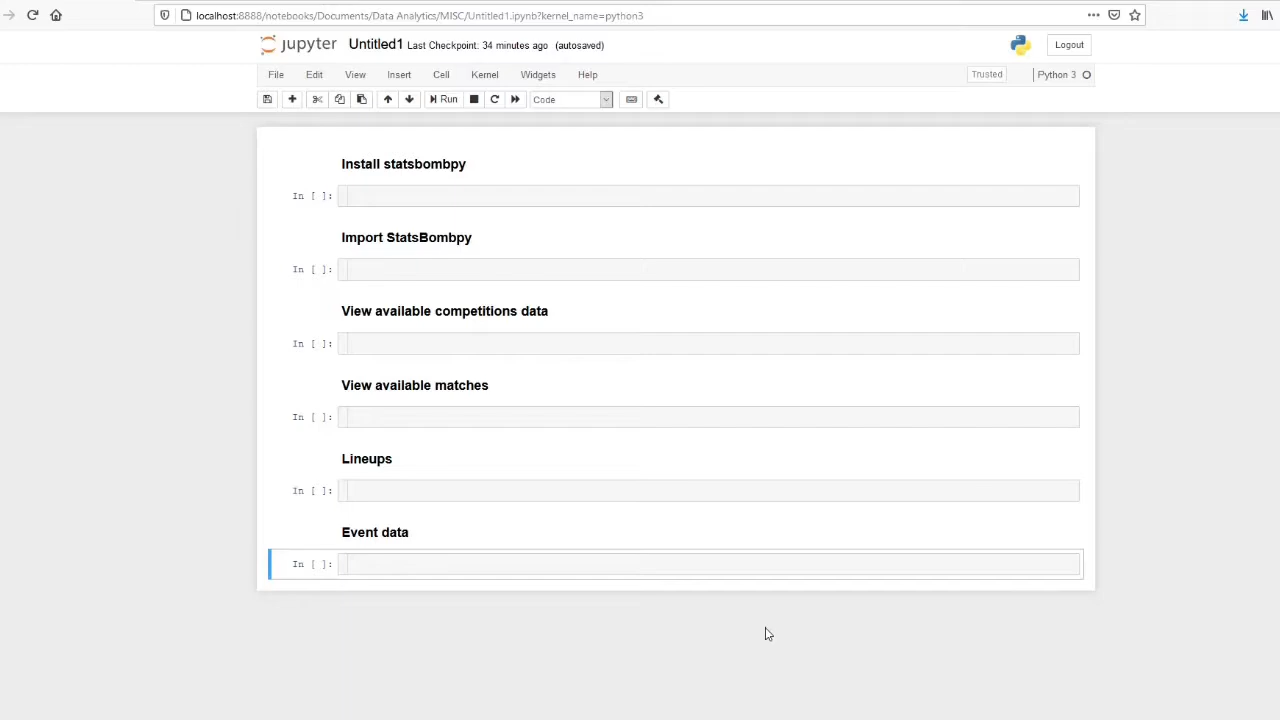 localhost:8888/notebooks/Documents/Data Analytics/MISC/Untitled1.ipynb?kernel_name=python3
jupyter Untitled1 Last Checkpoint: 34 minutes ago (autosaved) Logout
File Edit View Insert Cell Kernel Widgets Help Trusted Python 3
Run Code
Install statsbombpy
In [ ]:
Import StatsBombpy
In [ ]:
View available competitions data
In [ ]:
View available matches
In [ ]:
Lineups
In [ ]:
Event data
In [ ]: